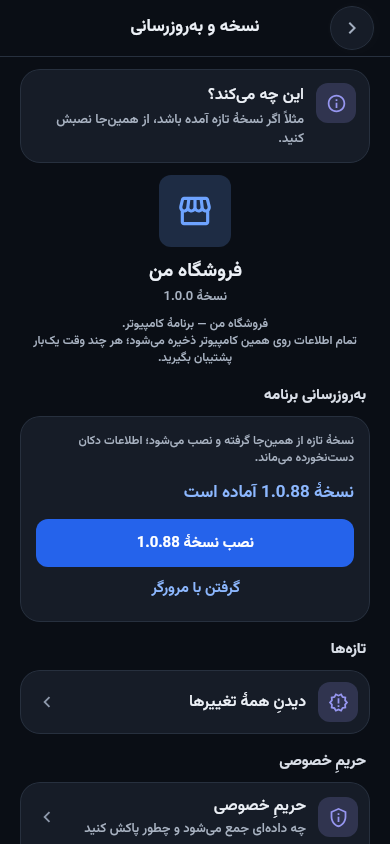 نسخه و به‌روزرسانی
این چه می‌کند؟
مثلاً اگر نسخهٔ تازه آمده باشد، از همین‌جا نصبش
کنید.
فروشگاه من
نسخهٔ 1.0.0
فروشگاه من — برنامهٔ کامپیوتر.
تمام اطلاعات روی همین کامپیوتر ذخیره می‌شود؛ هر چند وقت یک‌بار
پشتیبان بگیرید.
به‌روزرسانی برنامه
نسخهٔ تازه از همین‌جا گرفته و نصب می‌شود؛ اطلاعات دکان
دست‌نخورده می‌ماند.
نسخهٔ 1.0.88 آماده است
نصب نسخهٔ 1.0.88
گرفتن با مرورگر
تازه‌ها
دیدنِ همهٔ تغییرها
حریمِ خصوصی
حریمِ خصوصی
چه داده‌ای جمع می‌شود و چطور پاکش کنید